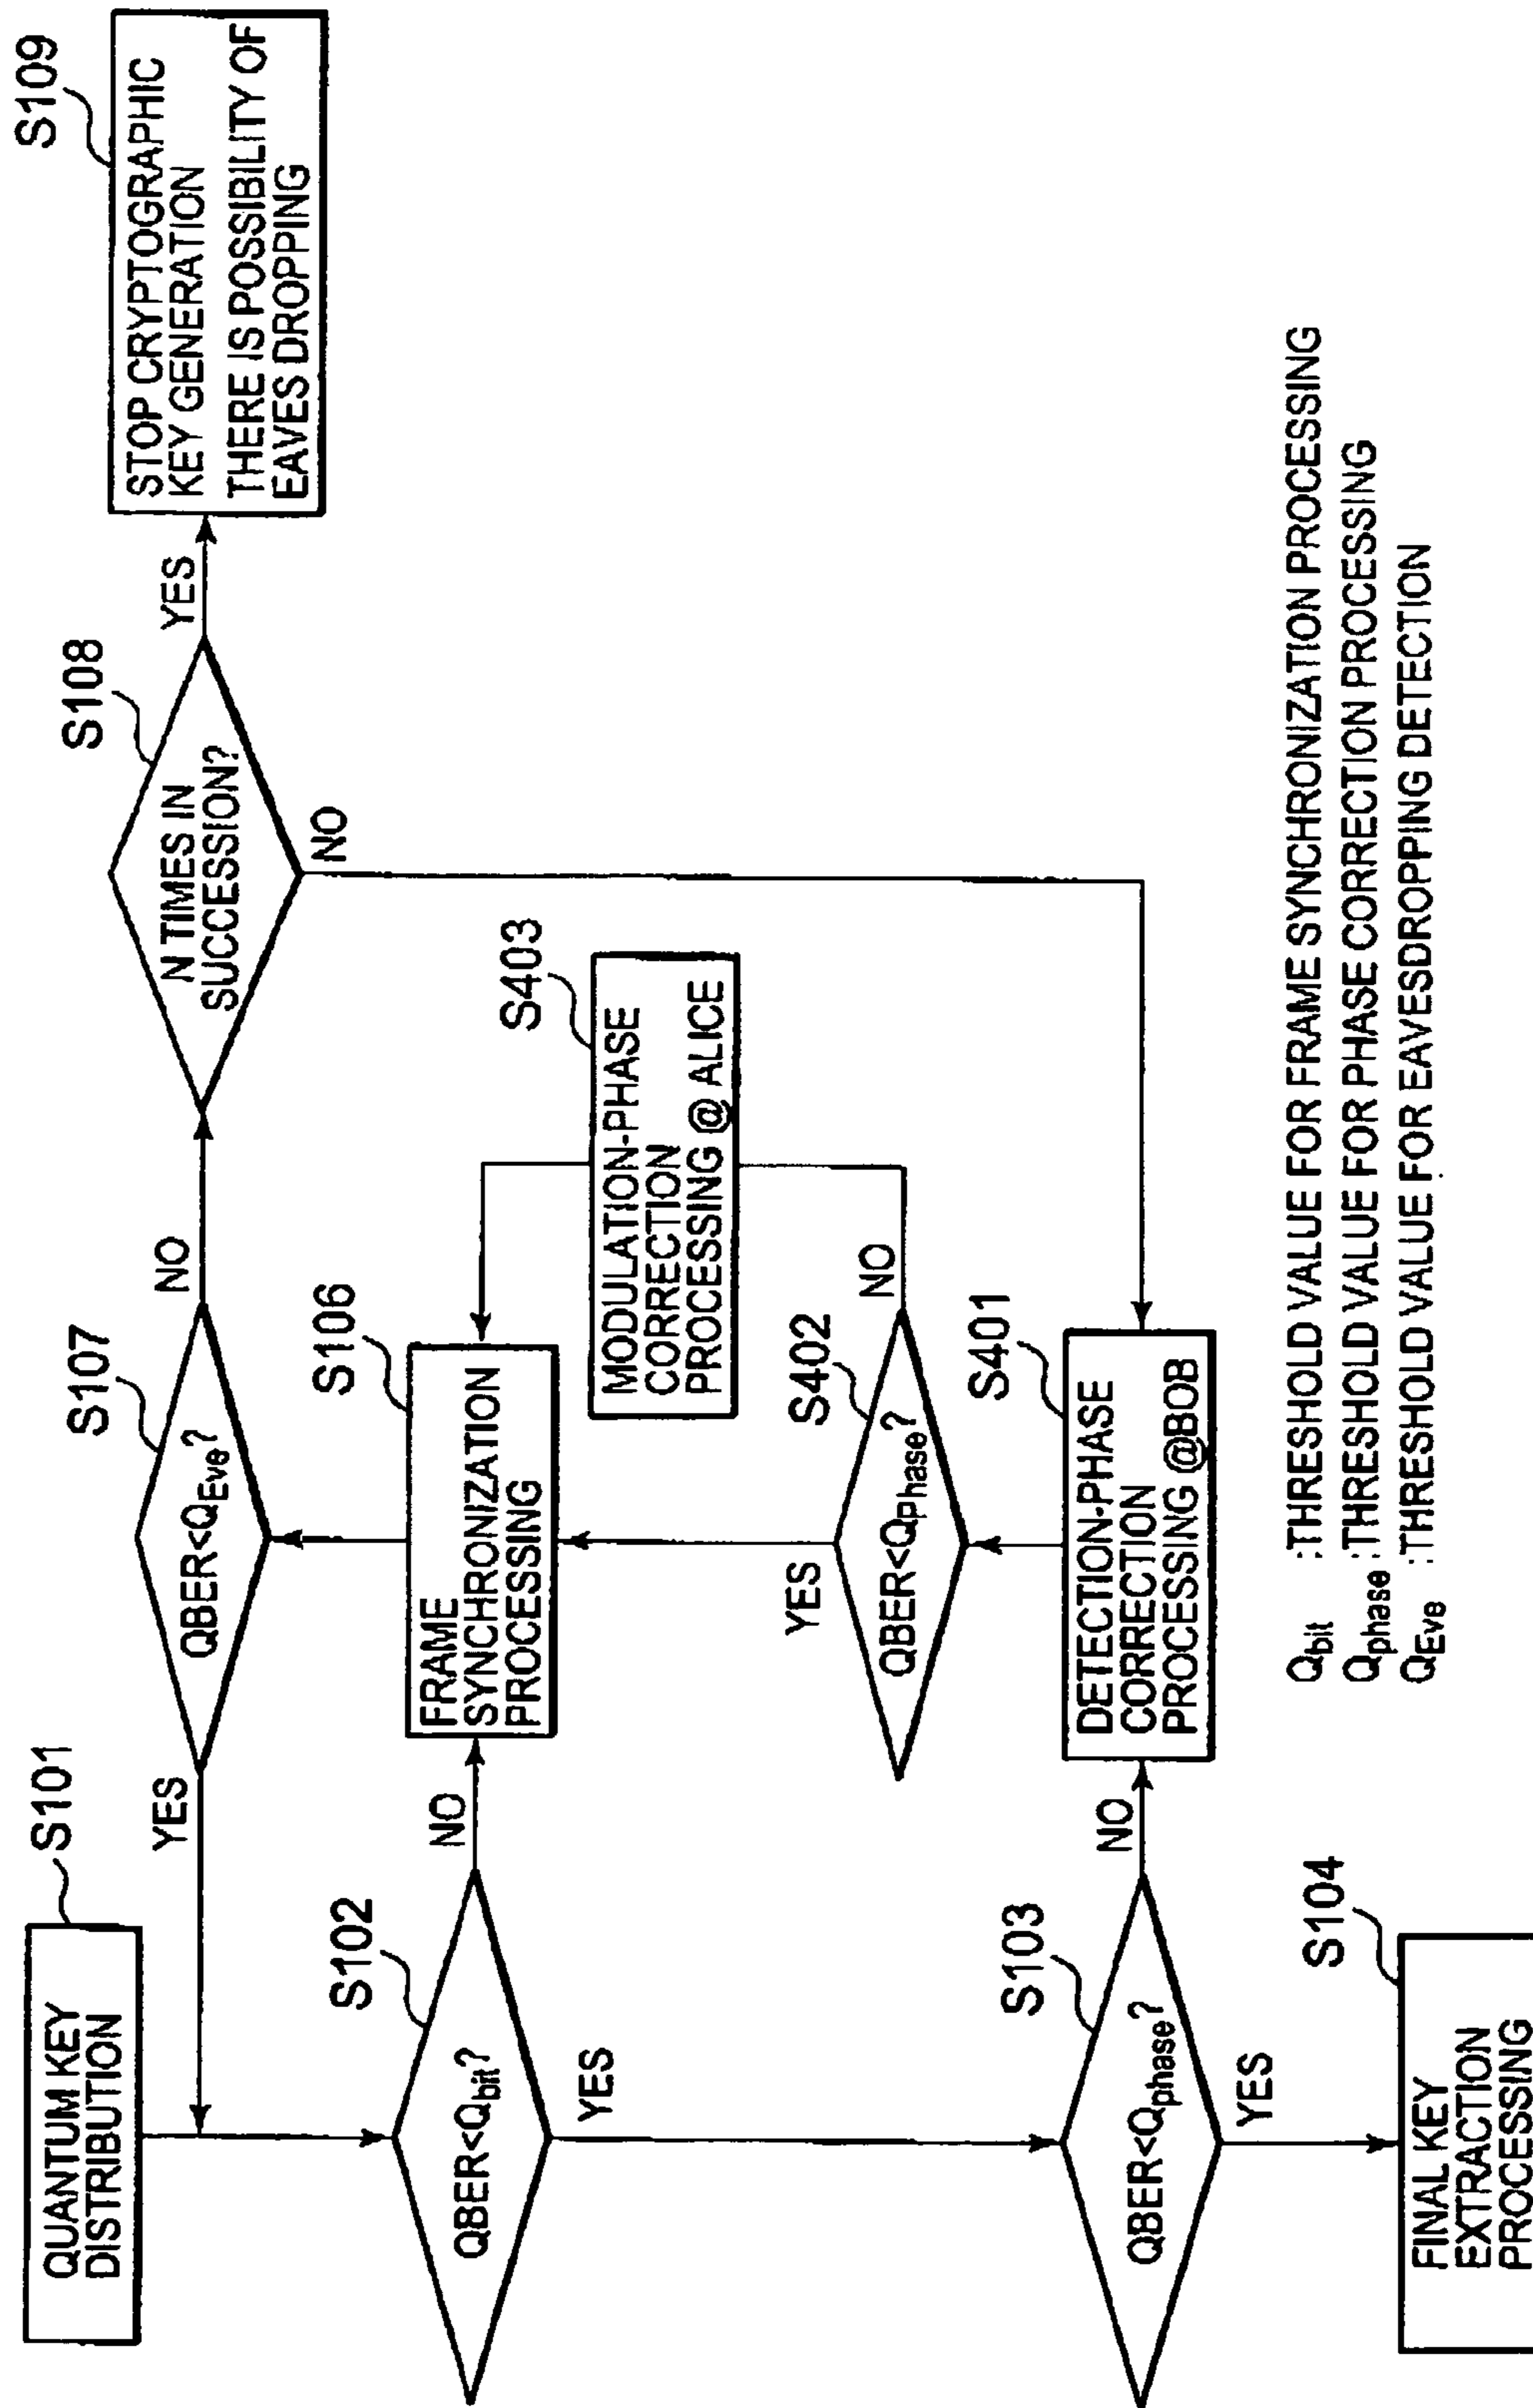 S101
QUANTUM KEY
DISTRIBUTION
YES
S107
QBER<QEve?
NO
S108
N TIMES IN
SUCCESSION?
YES
NO
S109
STOP CRYPTOGRAPHIC
KEY GENERATION
THERE IS POSSIBILITY OF
EAVES DROPPING
S102
QBER<Qbit?
NO
YES
S106
FRAME
SYNCHRONIZATION
PROCESSING
S403
MODULATION-PHASE
CORRECTION
PROCESSING @ ALICE
S402
QBER<QPhase?
YES
NO
S103
QBER<Qphase?
NO
YES
S401
DETECTION-PHASE
CORRECTION
PROCESSING @BOB
S104
FINAL KEY
EXTRACTION
PROCESSING
Qbit :THRESHOLD VALUE FOR FRAME SYNCHRONIZATION PROCESSING
Qphase :THRESHOLD VALUE FOR PHASE CORRECTION PROCESSING
QEve :THRESHOLD VALUE FOR EAVESDROPPING DETECTION